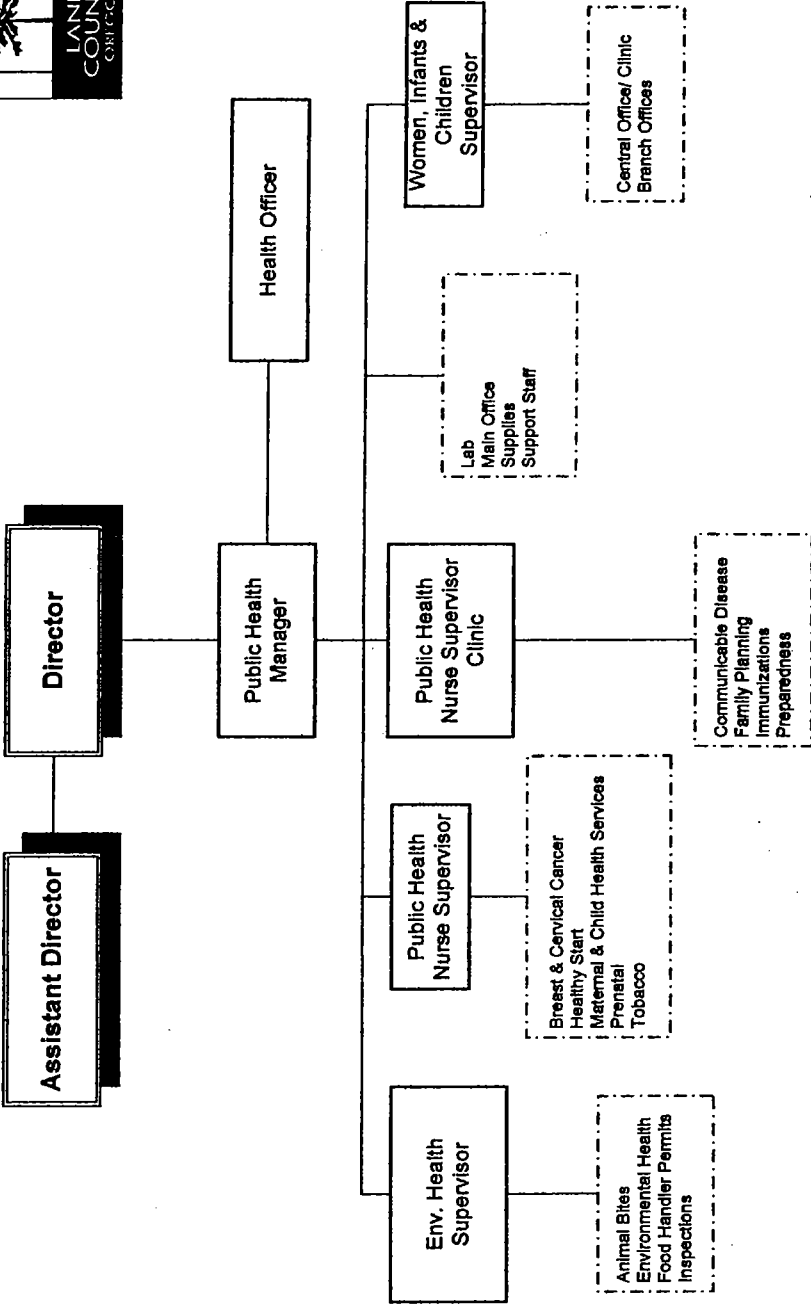 LAN
COUN
Assistant Director
Director
Public Health
Manager
Health Officer
Env. Health
Supervisor
Public Health
Nurse Supervisor
Public Health
Nurse Supervisor
Clinic
Women, Infants &
Children
Supervisor
Animal Bites
Environmental Health
Food Handler Permits
Inspections
Breast & Cervical Cancer
Healthy Start
Maternal & Child Health Services
Prenatal
Tobacco
Communicable Disease
Family Planning
Immunizations
Preparedness
Lab
Main Office
Supplies
Support Staff
Central Office/ Clinic
Branch Offices